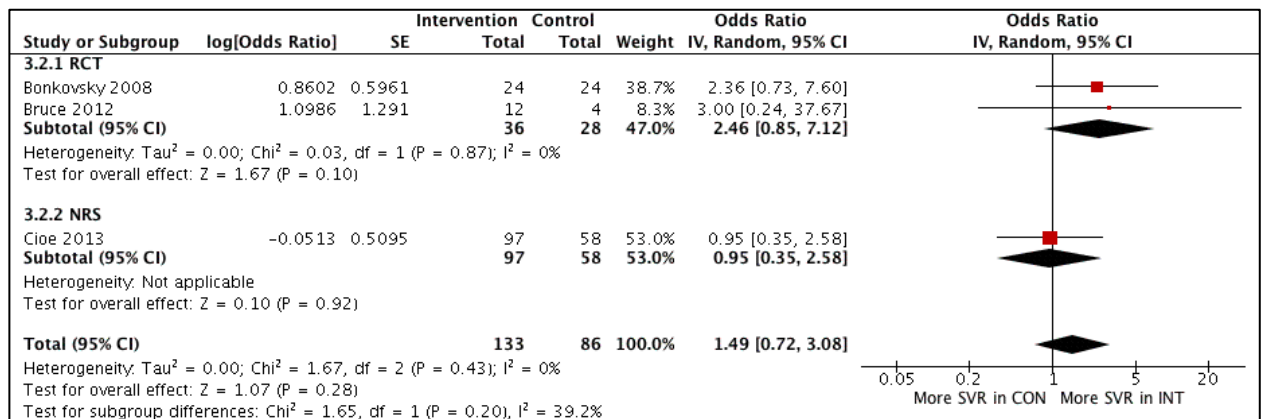 Intervention Control Odds Ratio Odds Ratio
Study or Subgroup log[Odds Ratio] SE Total Total Weight IV, Random, 95% CI IV, Random, 95% CI
3.2.1 RCT
Bonkovsky 2008 0.8602 0.5961 24 24 38.7% 2.36 [0.73, 7.60]
Bruce 2012 1.0986 1.291 12 4 8.3% 3.00 [0.24, 37.67]
Subtotal (95% CI) 36 28 47.0% 2.46 [0.85, 7.12]
Heterogeneity: Tau² = 0.00; Chi² = 0.03, df = 1 (P = 0.87); I² = 0%
Test for overall effect: Z = 1.67 (P = 0.10)
3.2.2 NRS
Cioe 2013 -0.0513 0.5095 97 58 53.0% 0.95 [0.35, 2.58]
Subtotal (95% CI) 97 58 53.0% 0.95 [0.35, 2.58]
Heterogeneity: Not applicable
Test for overall effect: Z = 0.10 (P = 0.92)
Total (95% CI) 133 86 100.0% 1.49 [0.72, 3.08]
Heterogeneity: Tau² = 0.00; Chi² = 1.67, df = 2 (P = 0.43); I² = 0%
Test for overall effect: Z = 1.07 (P = 0.28)
Test for subgroup differences: Chi² = 1.65, df = 1 (P = 0.20), I² = 39.2%
0.05 0.2 1 5 20
More SVR in CON More SVR in INT